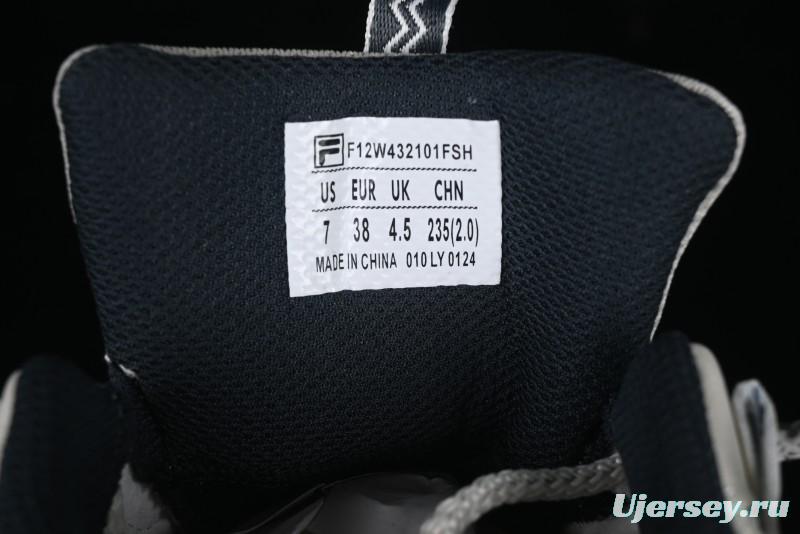 F F12W432101FSH
US EUR UK CHN
7 38 4.5 235(2.0)
MADE IN CHINA 010 LY 0124
Ujersey.ru